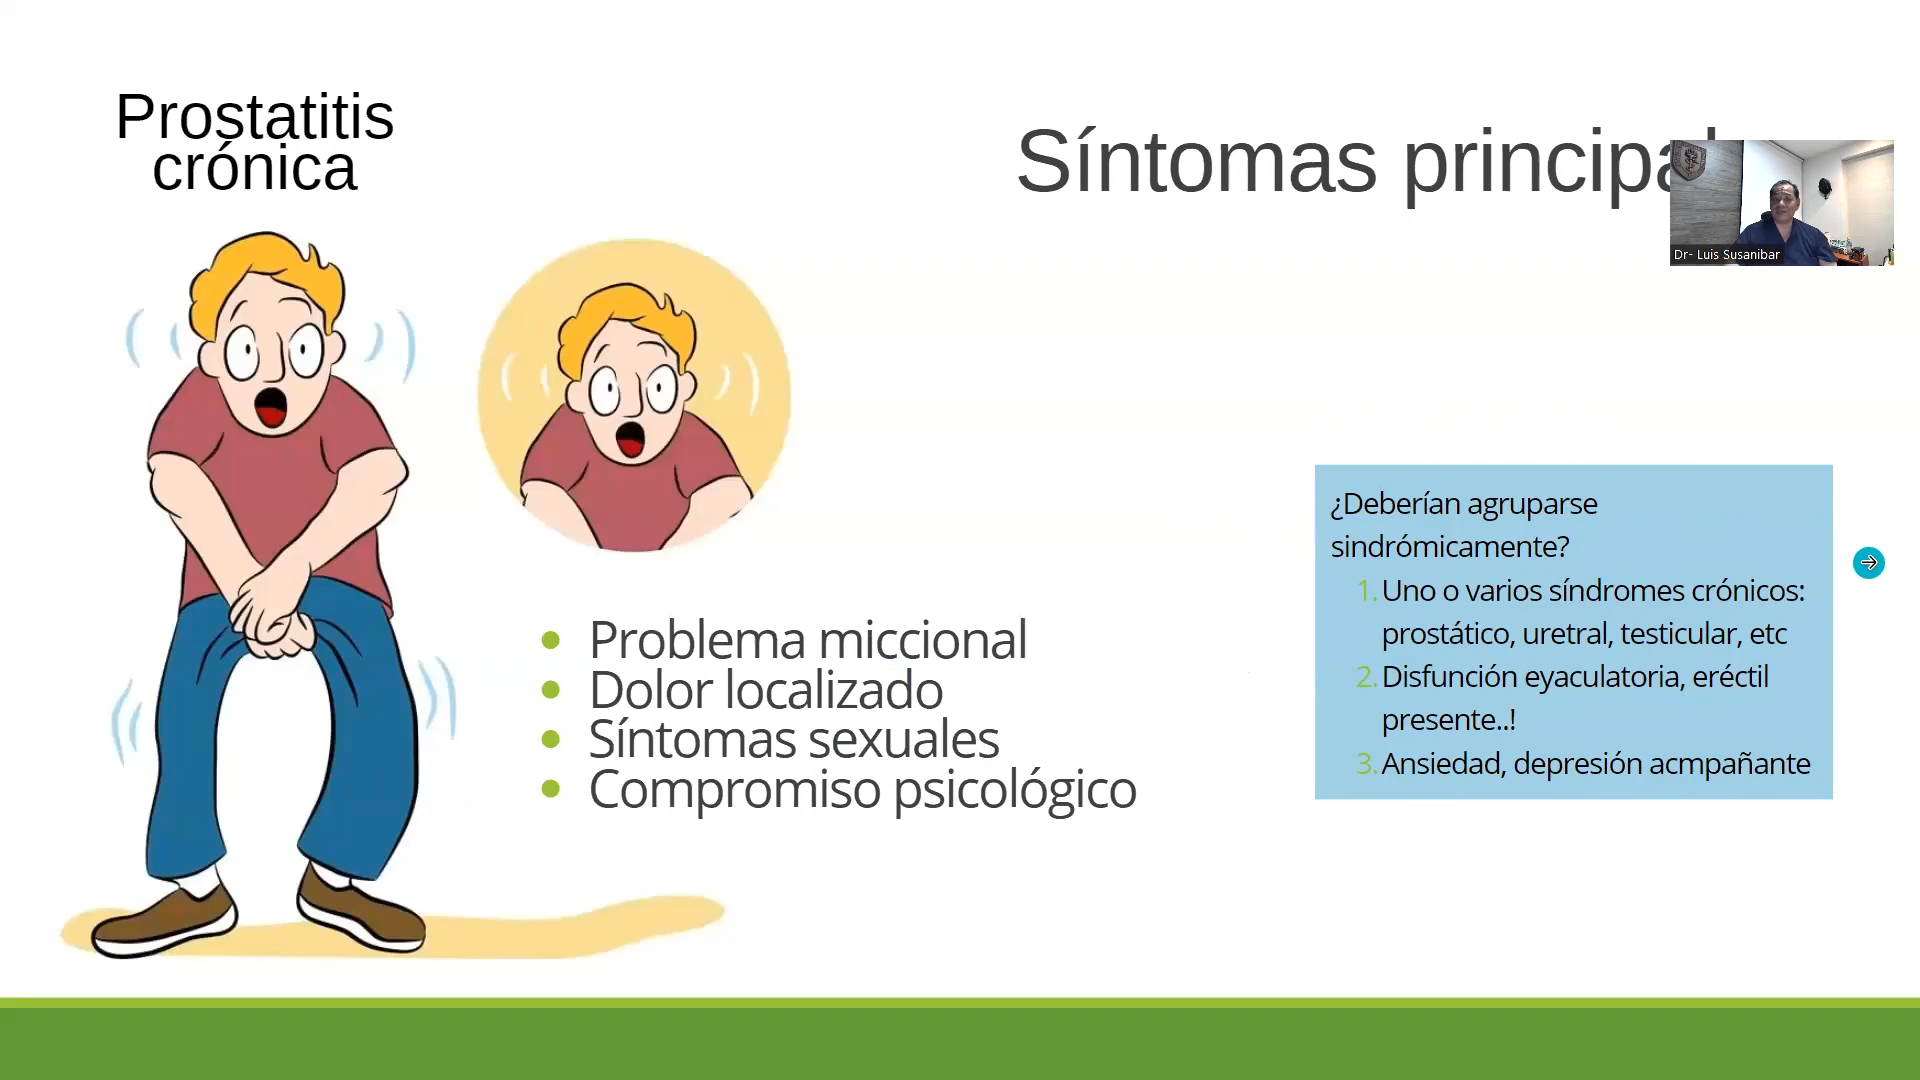 Prostatitis
crónica
Síntomas
Dr- Luis Susanibar
Problema miccional
Dolor localizado
Síntomas sexuales
Compromiso psicológico
¿Deberían agruparse
sindrómicamente?
1. Uno o varios síndromes crónicos:
prostático, uretral, testicular, etc
2. Disfunción eyaculatoria, eréctil
presente..!
3. Ansiedad, depresión acmpañante